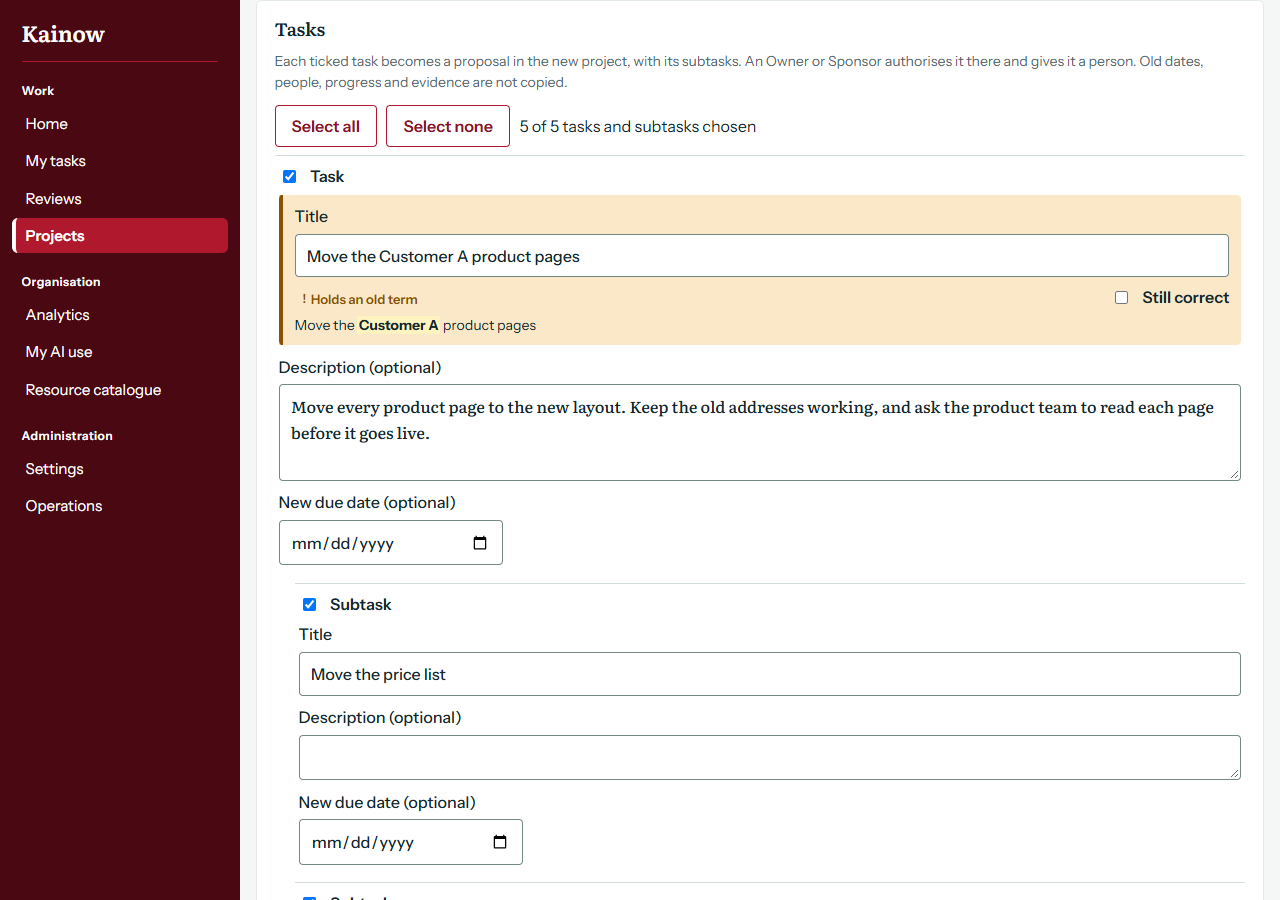 Kainow
Work
Home
My tasks
Reviews
Projects
Organisation
Analytics
My AI use
Resource catalogue
Administration
Settings
Operations
Tasks
Each ticked task becomes a proposal in the new project, with its subtasks. An Owner or Sponsor authorises it there and gives it a person. Old dates,
people, progress and evidence are not copied.
Select all
Select none
5 of 5 tasks and subtasks chosen
Task
Title
Move the Customer A product pages
! Holds an old term
Still correct
Move the Customer A product pages
Description (optional)
Move every product page to the new layout. Keep the old addresses working, and ask the product team to read each page
before it goes live.
New due date (optional)
mm/dd/yyyy
Subtask
Title
Move the price list
Description (optional)
New due date (optional)
mm/dd/yyyy